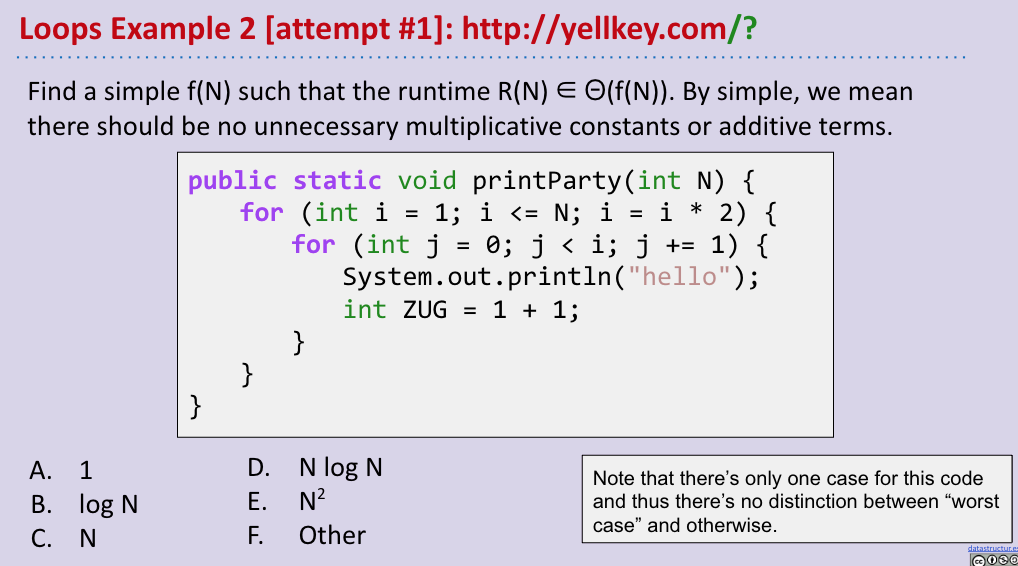 Loops Example 2 [attempt #1]: http://yellkey.com/?
Find a simple f(N) such that the runtime R(N) ∈ Θ(f(N)). By simple, we mean
there should be no unnecessary multiplicative constants or additive terms.
public static void printParty(int N) {
for (int i = 1; i <= N; i = i * 2) {
for (int j = 0; j < i; j += 1) {
System.out.println("hello");
int ZUG = 1 + 1;
}
}
}
A. 1
B. log N
C. N
D. N log N
E. N²
F. Other
Note that there’s only one case for this code
and thus there’s no distinction between “worst
case” and otherwise.